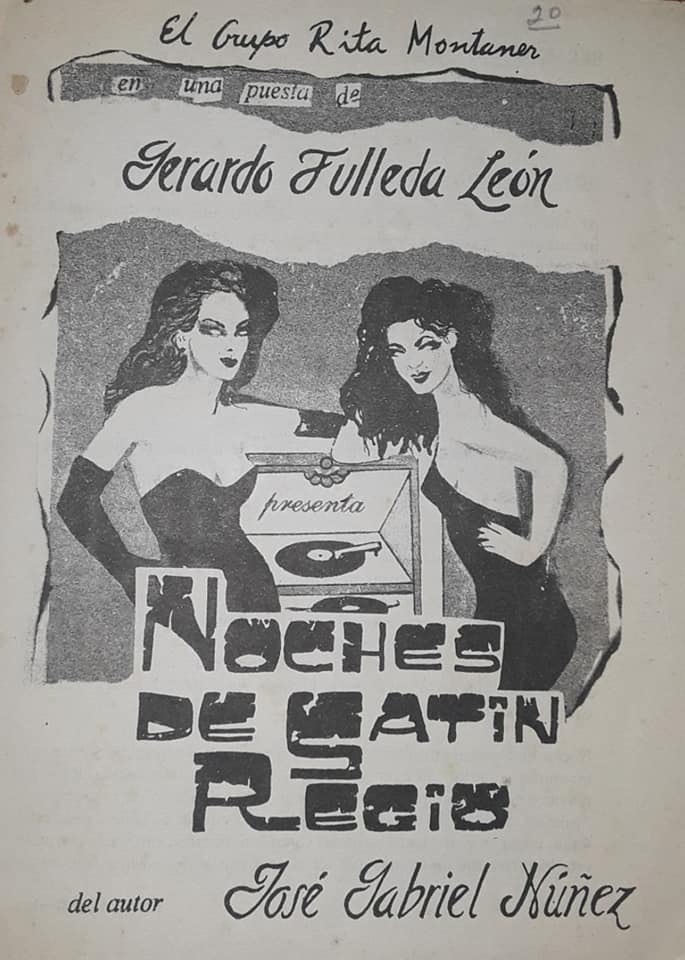 20
El Grupo Rita Montaner
en una puesta de
Gerardo Fulleda León
presenta
NOCHES
DE SATIN
REGIO
del autor José Gabriel Núñez